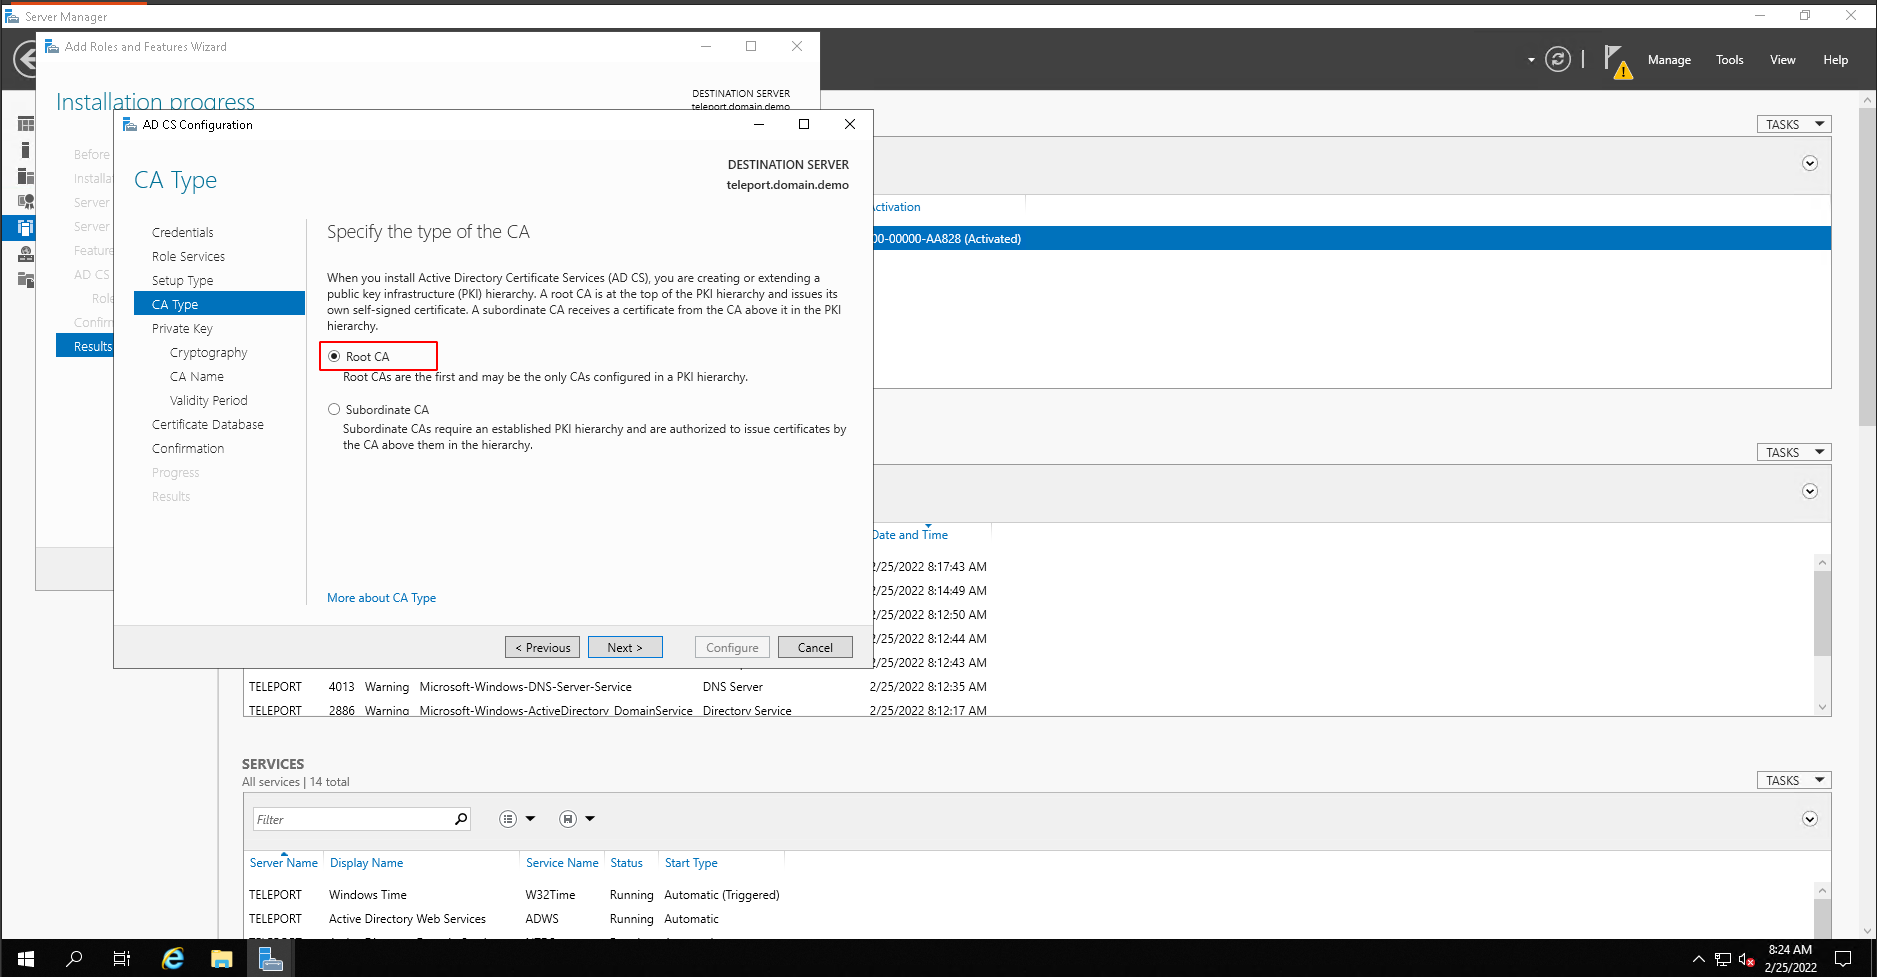 Server Manager
Manage
Tools
View
Help
Add Roles and Features Wizard
Installation progress
DESTINATION SERVER
teleport.domain.demo
Before
Server
Server
AD CS
Results
AD CS Configuration
CA Type
DESTINATION SERVER
teleport.domain.demo
Credentials
Role Services
Setup Type
CA Type
Private Key
Cryptography
CA Name
Validity Period
Certificate Database
Confirmation
Progress
Results
Specify the type of the CA
When you install Active Directory Certificate Services (AD CS), you are creating or extending a
public key infrastructure (PKI) hierarchy. A root CA is at the top of the PKI hierarchy and issues its
own self-signed certificate. A subordinate CA receives a certificate from the CA above it in the PKI
hierarchy.
Root CA
Root CAs are the first and may be the only CAs configured in a PKI hierarchy.
Subordinate CA
Subordinate CAs require an established PKI hierarchy and are authorized to issue certificates by
the CA above them in the hierarchy.
More about CA Type
< Previous
Next >
Configure
Cancel
TASKS
Activation
00-00000-AA828 (Activated)
TASKS
Date and Time
2/25/2022 8:17:43 AM
2/25/2022 8:14:49 AM
2/25/2022 8:12:50 AM
2/25/2022 8:12:44 AM
2/25/2022 8:12:43 AM
TELEPORT 4013 Warning Microsoft-Windows-DNS-Server-Service DNS Server 2/25/2022 8:12:35 AM
TELEPORT 2886 Warning Microsoft-Windows-ActiveDirectory_DomainService Directory Service 2/25/2022 8:12:17 AM
SERVICES
All services | 14 total
TASKS
Filter
Server Name Display Name Service Name Status Start Type
TELEPORT Windows Time W32Time Running Automatic (Triggered)
TELEPORT Active Directory Web Services ADWS Running Automatic
8:24 AM
2/25/2022